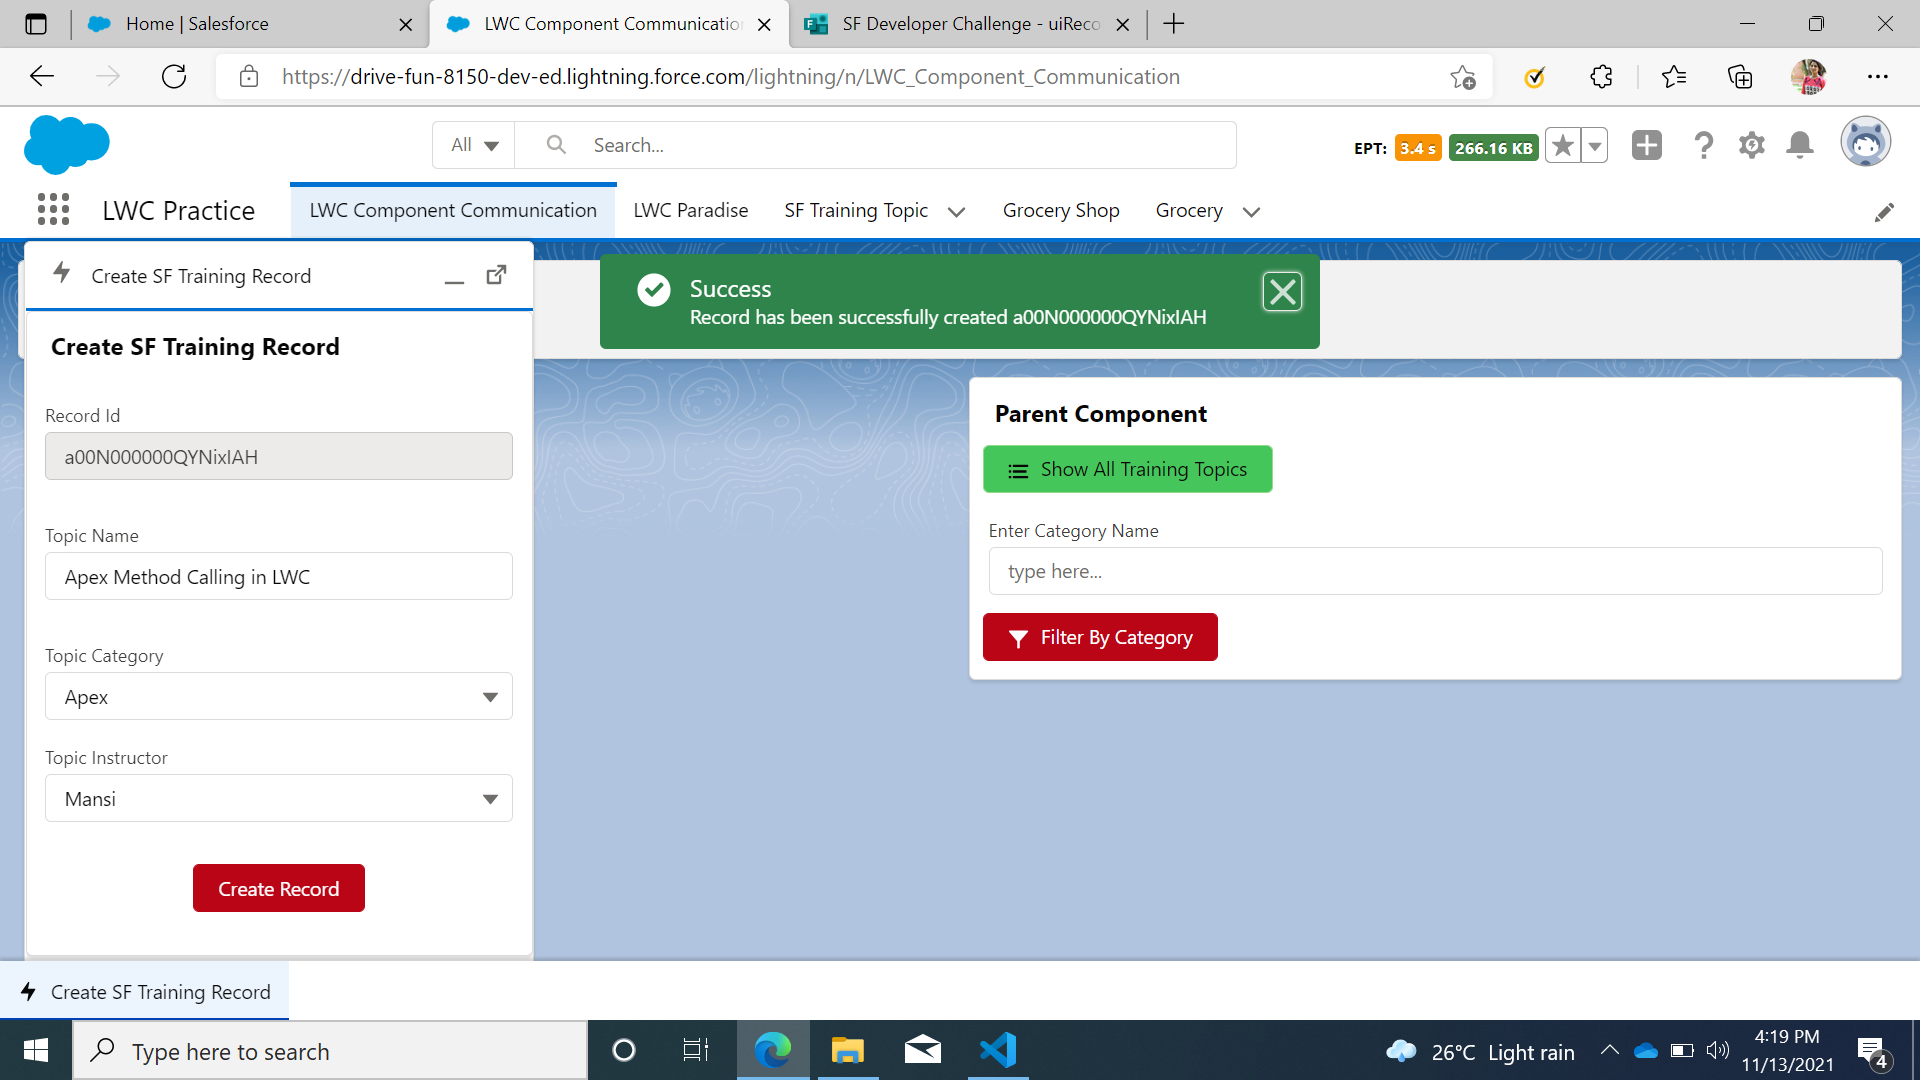 Home | Salesforce
LWC Component Communication
SF Developer Challenge - uiReco
https://drive-fun-8150-dev-ed.lightning.force.com/lightning/n/LWC_Component_Communication
All
Search...
EPT: 3.4 s 266.16 KB
LWC Practice
LWC Component Communication
LWC Paradise
SF Training Topic
Grocery Shop
Grocery
Create SF Training Record
Success
Record has been successfully created a00N000000QYNixIAH
Create SF Training Record
Record Id
a00N000000QYNixIAH
Topic Name
Apex Method Calling in LWC
Topic Category
Apex
Topic Instructor
Mansi
Create Record
Parent Component
Show All Training Topics
Enter Category Name
type here...
Filter By Category
Create SF Training Record
Type here to search
26°C Light rain
4:19 PM
11/13/2021
4